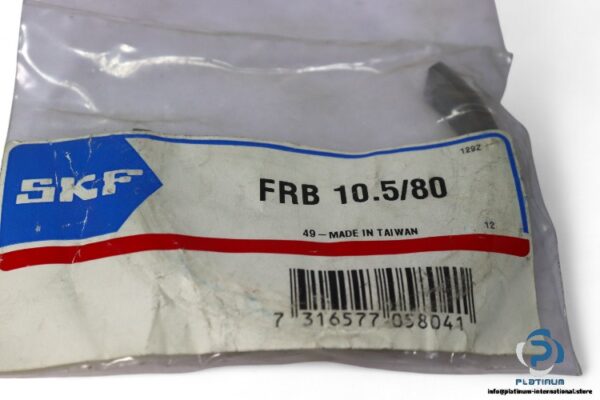 1292
SKF
FRB 10.5/80
49-MADE IN TAIWAN
12
7 316577 058041
PLATINUM
info@platinum-international.store